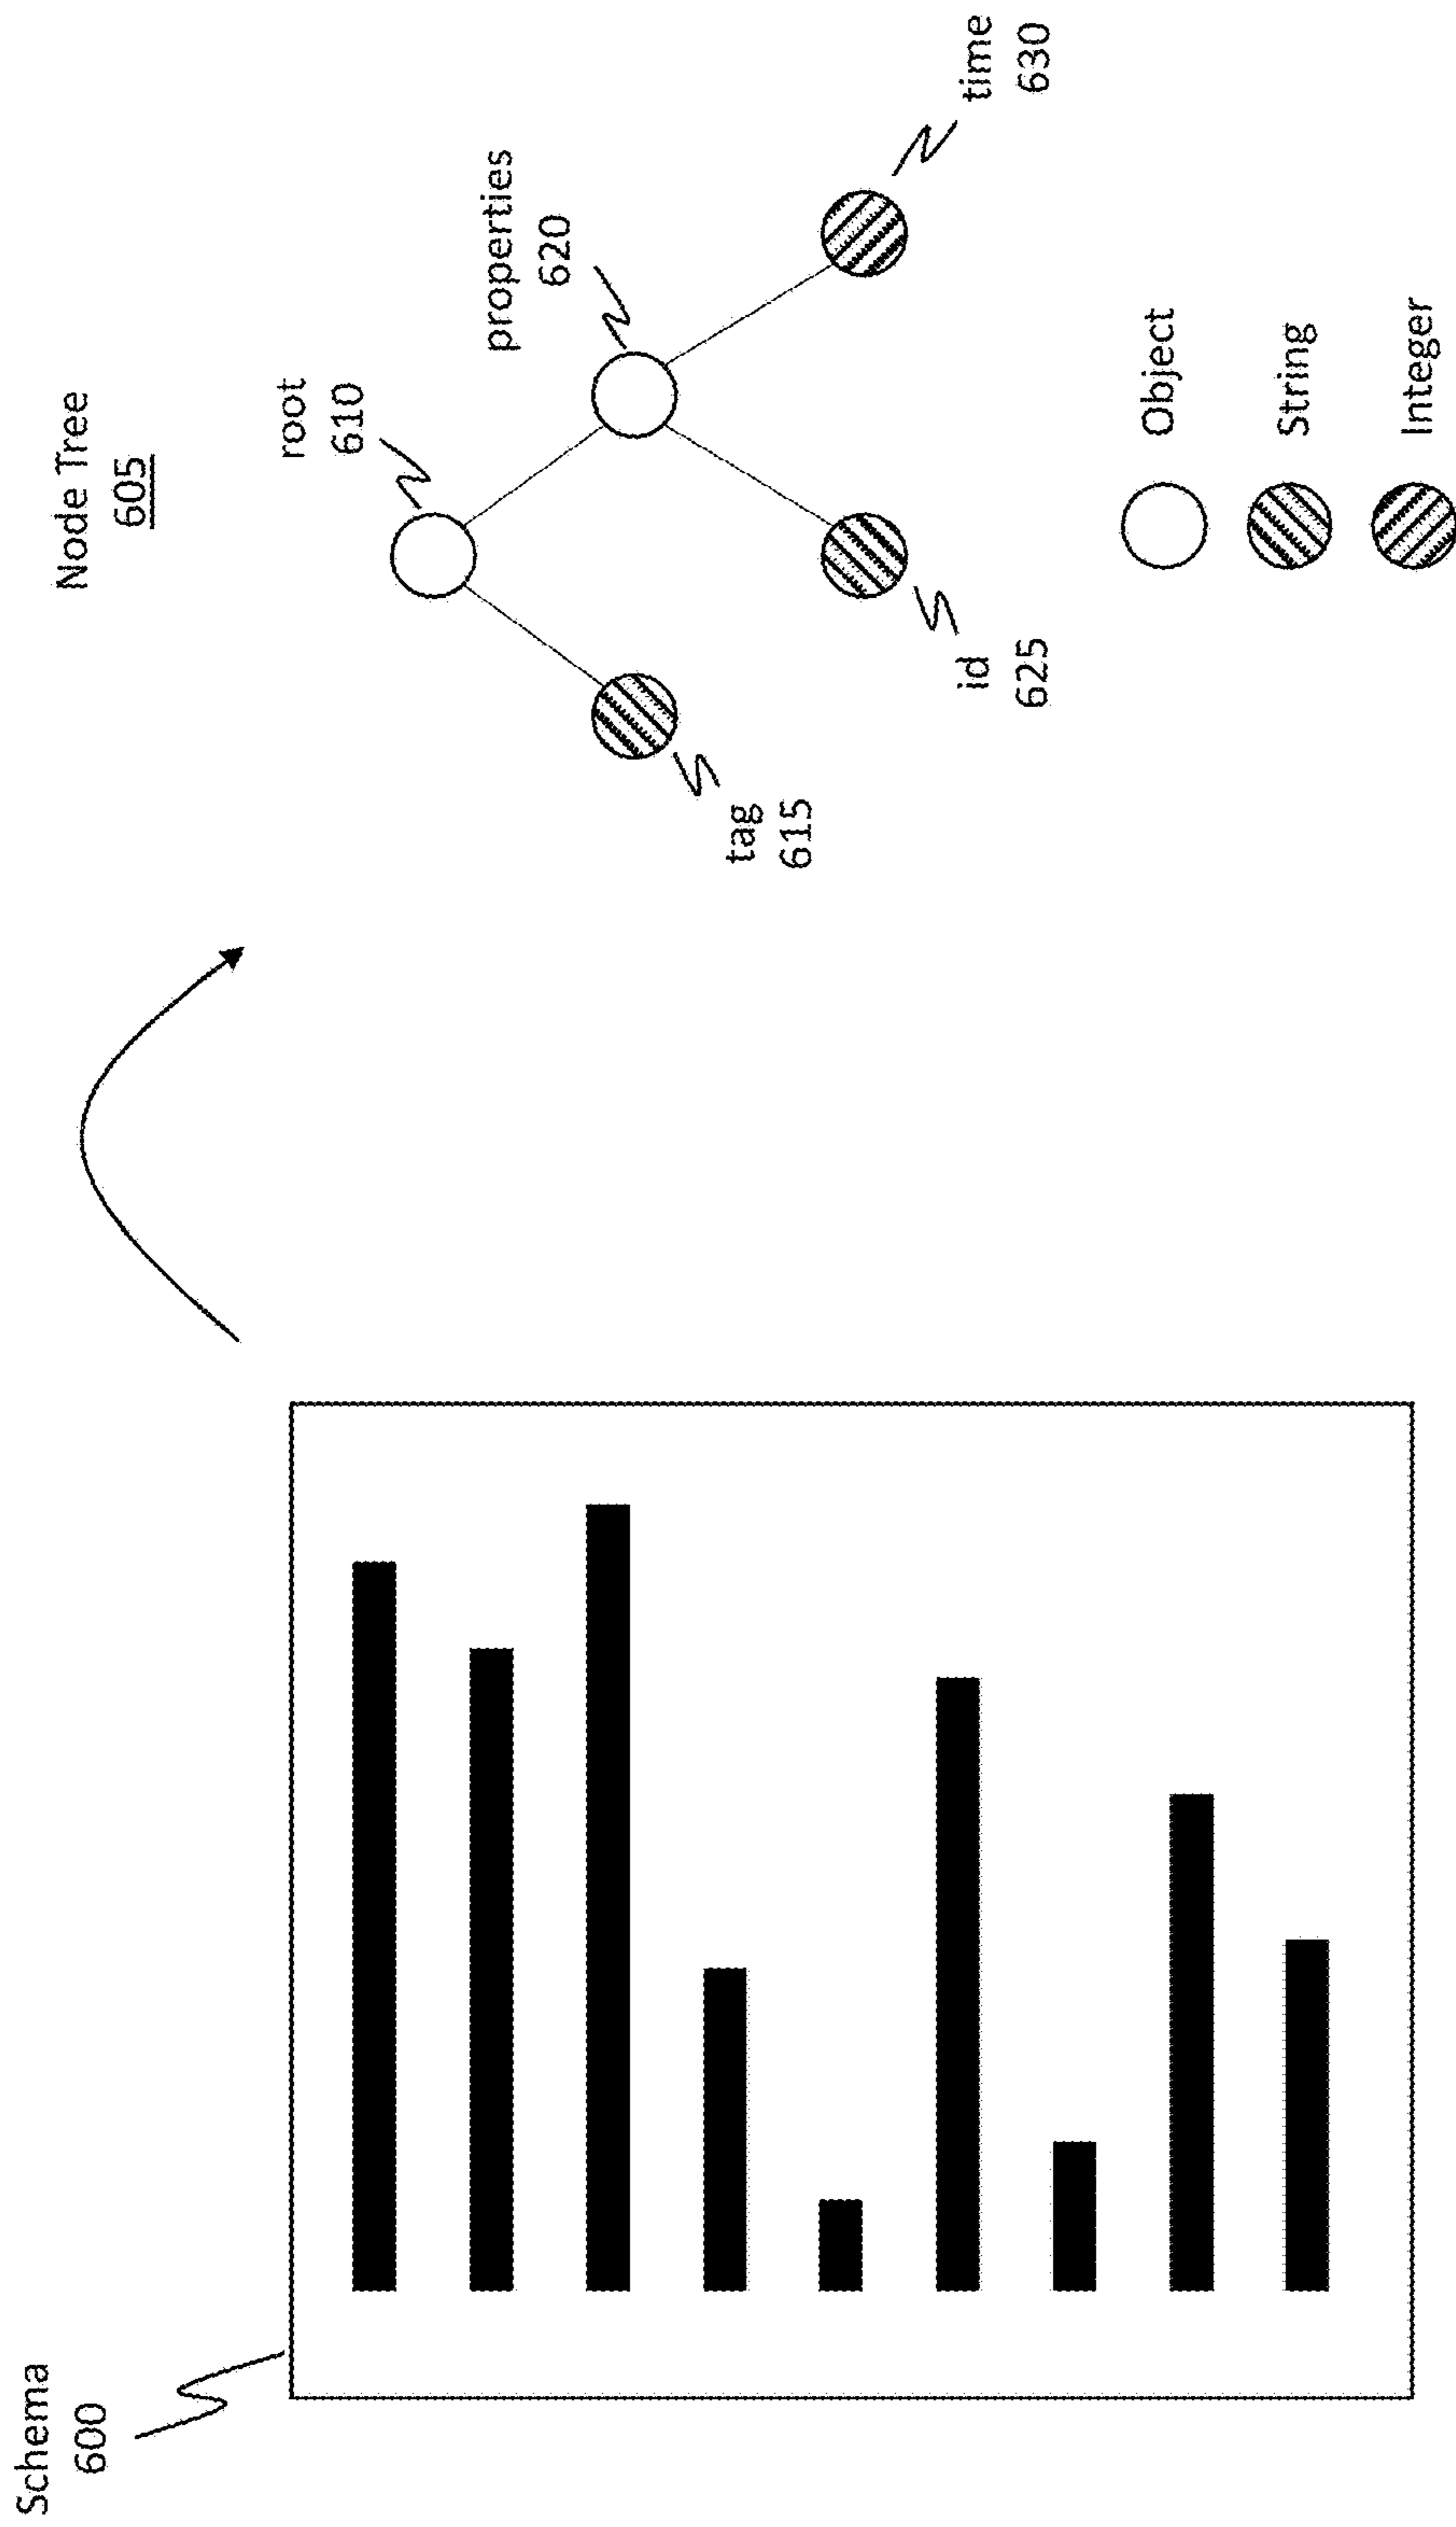 Schema
600
Node Tree
605
root
610
properties
620
tag
615
id
625
time
630
Object
String
Integer